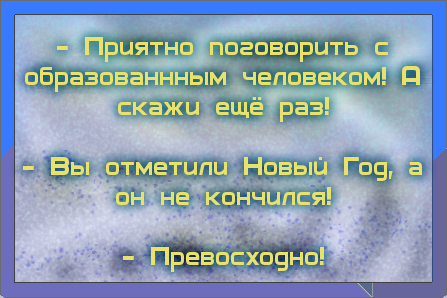 - Приятно поговорить с
образованнным человеком! А
скажи ещё раз!
- Вы отметили Новый Год, а
он не кончился!
- Превосходно!